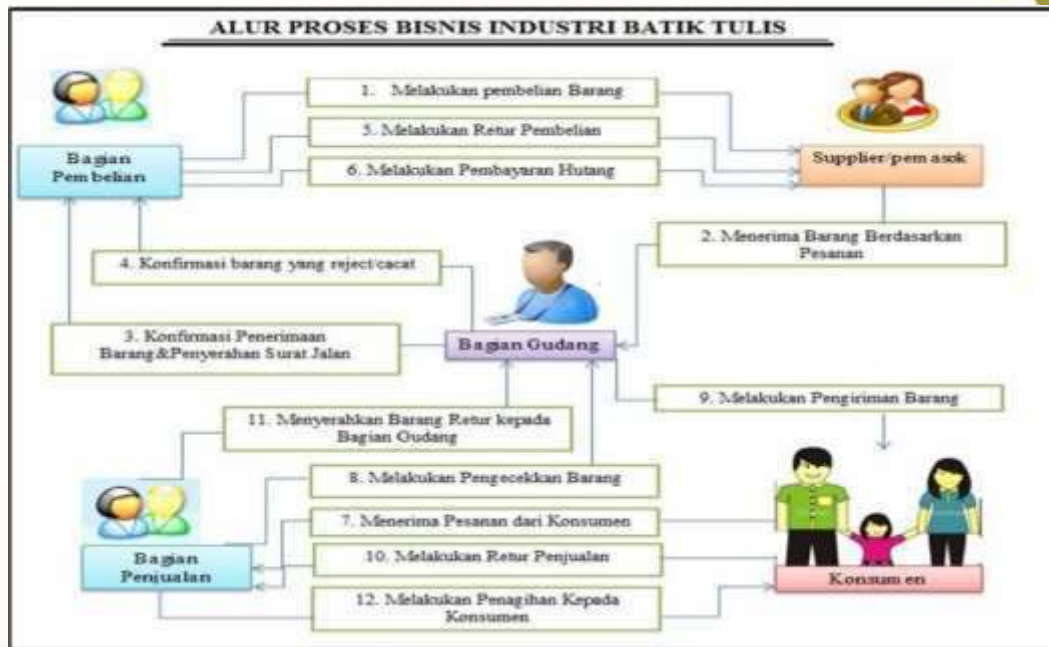 ALUR PROSES BISNIS INDUSTRI BATIK TULIS
1. Melakukan pembelian Barang
5. Melakukan Retur Pembelian
6. Melakukan Pembayaran Hutang
Bagian
Pembelian
Supplier/pemasok
2. Menerima Barang Berdasarkan
Pesanan
4. Konfirmasi barang yang reject/cacat
3. Konfirmasi Penerimaan
Barang&Penyerahan Surat Jalan
Bagian Gudang
9. Melakukan Pengiriman Barang
11. Menyerahkan Barang Retur kepada
Bagian Gudang
8. Melakukan Pengecekkan Barang
7. Menerima Pesanan dari Konsumen
10. Melakukan Retur Penjualan
12. Melakukan Penagihan Kepada
Konsumen
Bagian
Penjualan
Konsumen